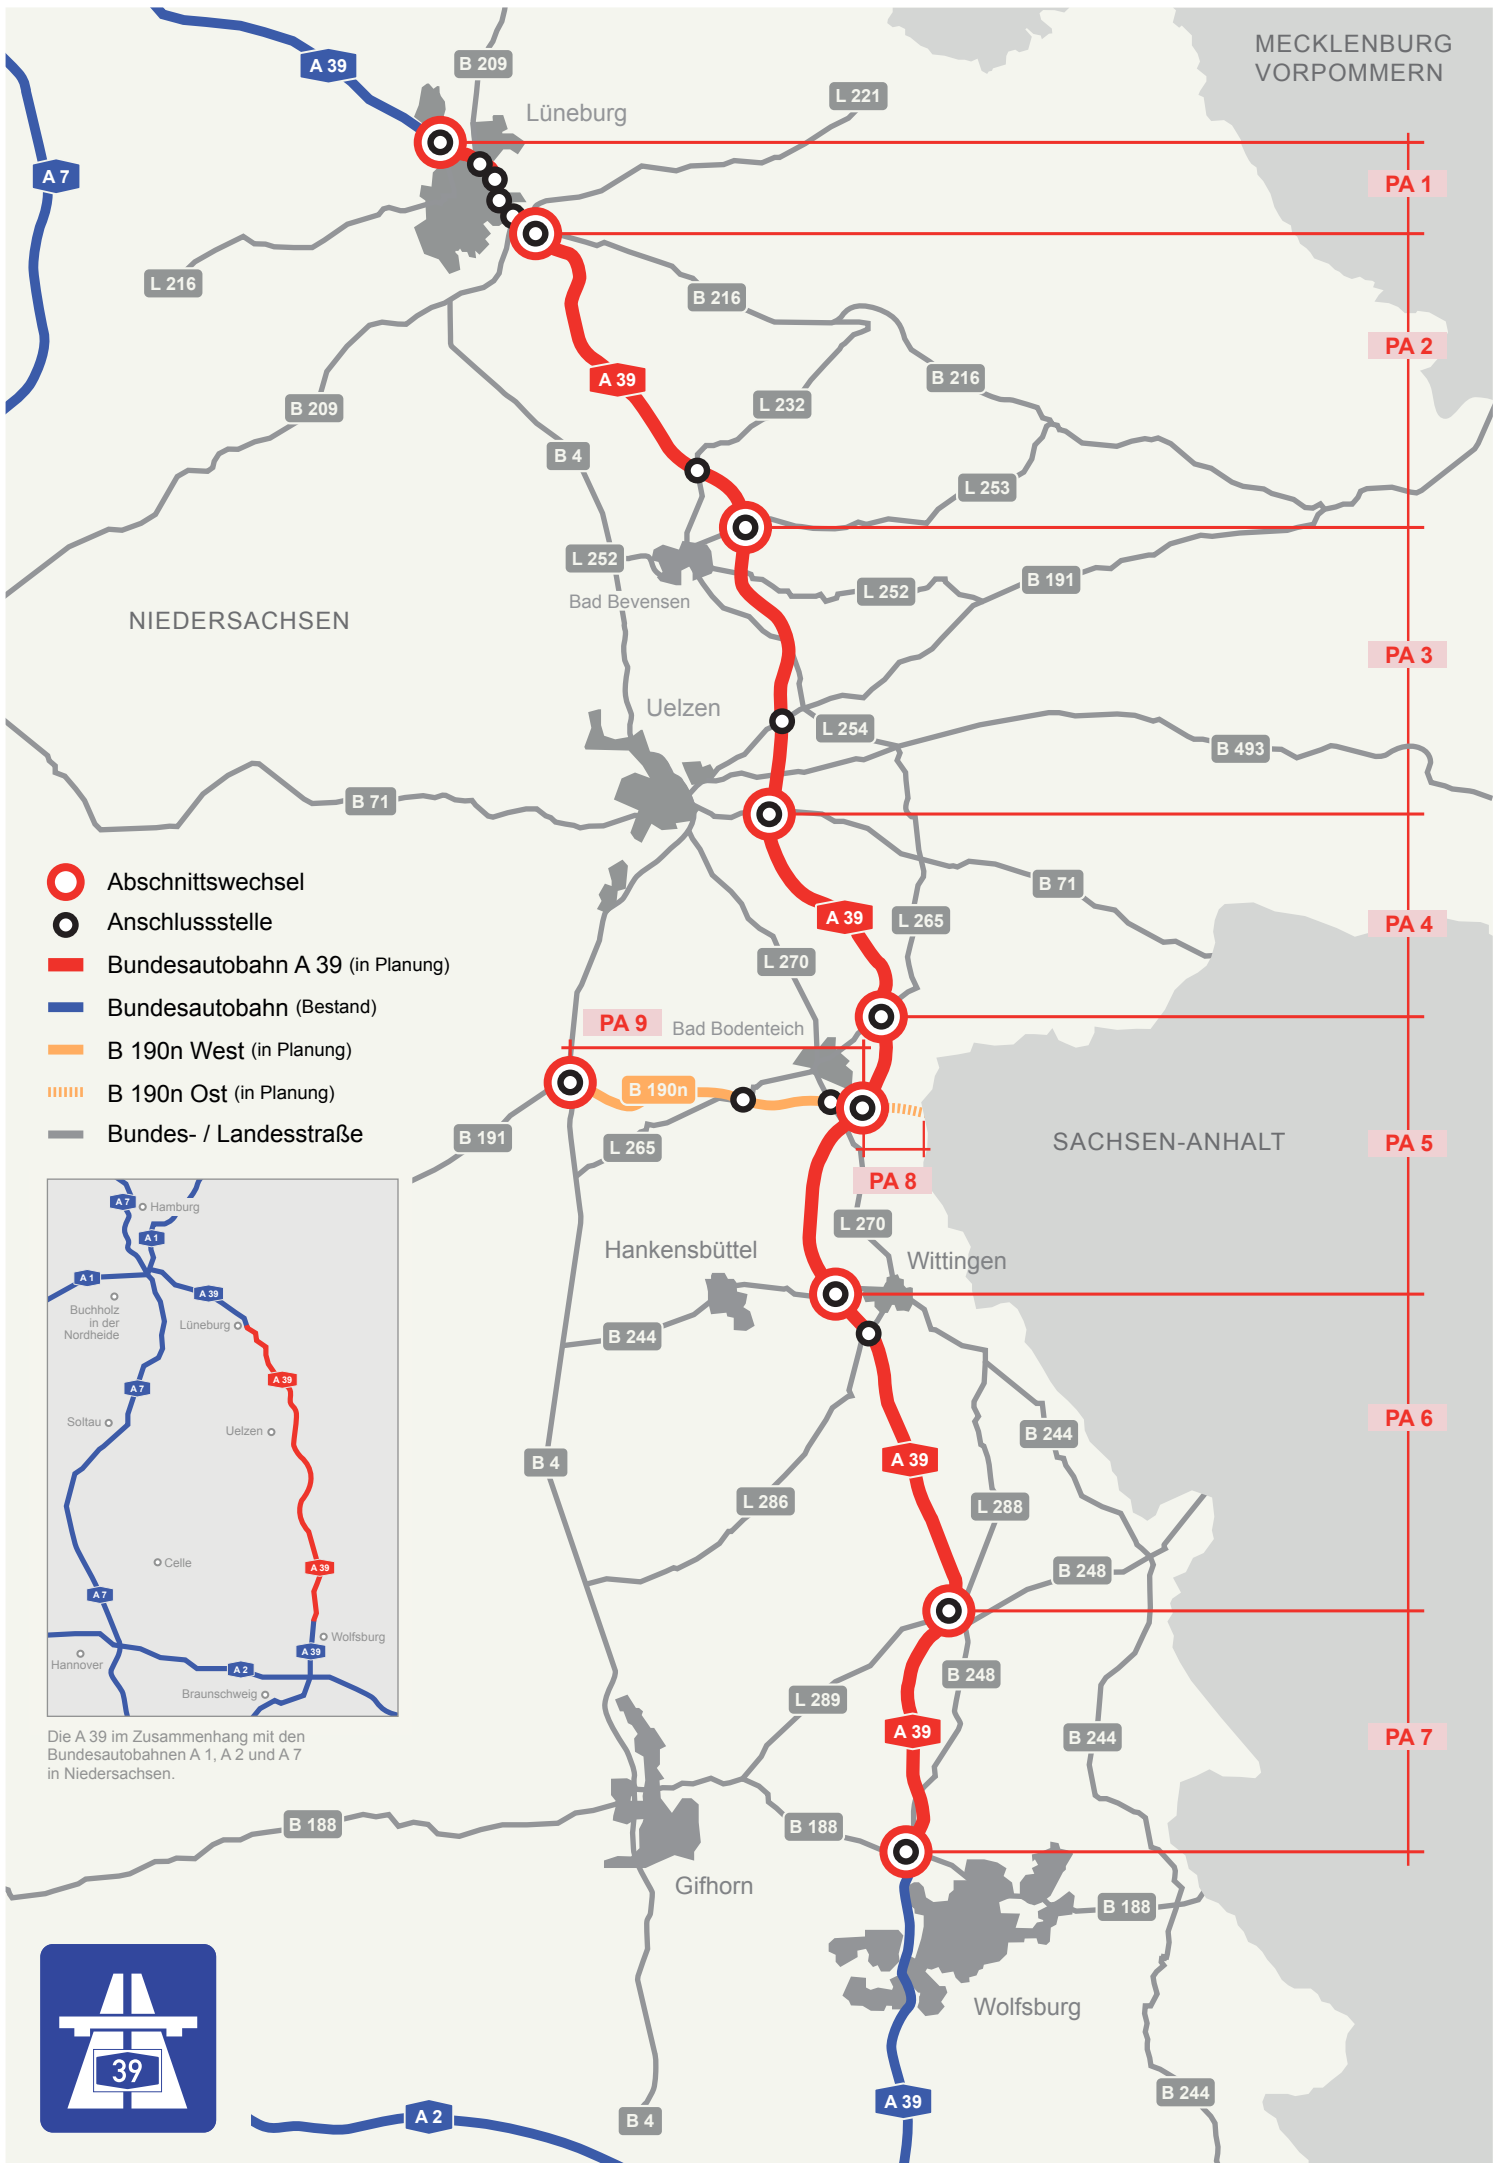 MECKLENBURG
VORPOMMERN
A 39
B 209
L 221
Lüneburg
A 7
PA 1
L 216
B 216
PA 2
A 39
B 216
B 209
L 232
B 4
L 253
L 252
B 191
L 252
Bad Bevensen
NIEDERSACHSEN
PA 3
Uelzen
L 254
B 493
B 71
Abschnittswechsel
Anschlussstelle
Bundesautobahn A 39 (in Planung)
Bundesautobahn (Bestand)
B 190n West (in Planung)
B 190n Ost (in Planung)
Bundes- / Landesstraße
B 71
A 39
L 265
PA 4
L 270
PA 9
Bad Bodenteich
B 190n
B 191
L 265
SACHSEN-ANHALT
PA 5
PA 8
L 270
Hankensbüttel
Wittingen
B 244
PA 6
B 244
A 39
B 4
L 286
L 288
B 248
B 248
L 289
A 39
B 244
PA 7
B 188
B 188
Gifhorn
B 188
Wolfsburg
A 39
B 244
B 4
A 2
39
A 7
Hamburg
A 1
A 1
A 39
Buchholz
in der
Nordheide
Lüneburg
A 39
A 7
Soltau
Uelzen
Celle
A 39
A 7
Wolfsburg
A 39
Hannover
A 2
Braunschweig
Die A 39 im Zusammenhang mit den
Bundesautobahnen A 1, A 2 und A 7
in Niedersachsen.